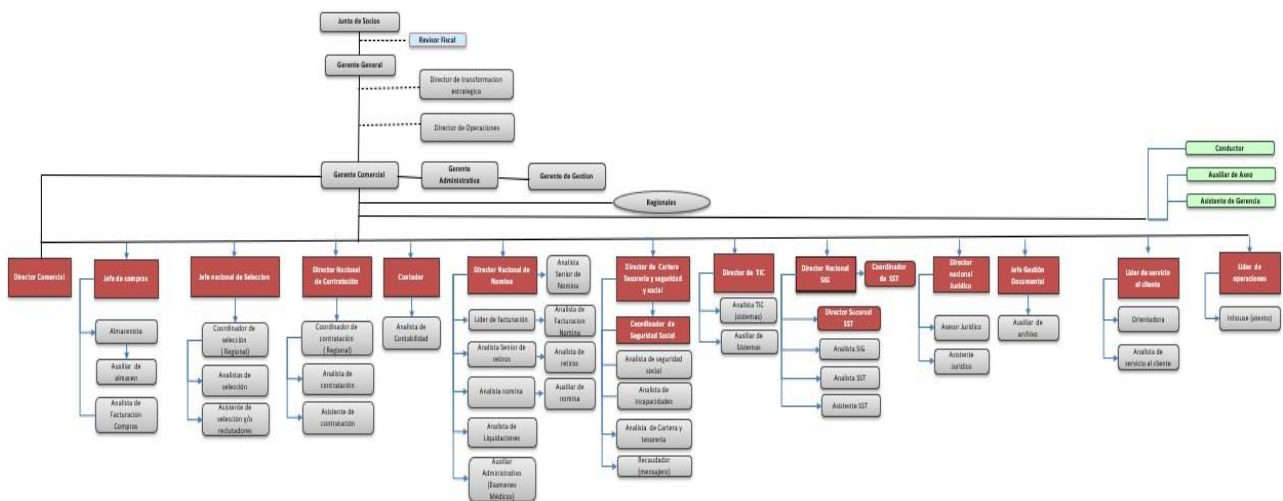 Junta de Socios
Revisor Fiscal
Gerente General
Director de transformacion
estrategica
Director de Operaciones
Gerente Comercial
Gerente
Administrativa
Gerente de Gestion
Regionales
Conductor
Auxiliar de Aseo
Asistente de Gerencia
Director Comercial
Jefe de compras
Almacenista
Auxiliar de
almacen
Analista de
Facturacion
Compras
Jefe nacional de Seleccion
Coordinador de
selección
( Regional)
Analistas de
selección
Asistente de
selección y/o
reclutadores
Director Nacional
de Contratación
Coordinador de
contratación
( Regional)
Analista de
contratación
Asistente de
contratación
Contador
Analista de
Contabilidad
Director Nacional de
Nomina
Analista
Senior de
Nomina
Lider de facturación
Analista de
Facturacion
Nomina
Analista Senior de
retiros
Analista de
retiros
Analista nomina
Auxiliar de
nomina
Analista de
Liquidaciones
Auxiliar
Administrativo
(Examenes
Médicos)
Director de Cartera
Tesoreria y seguridad
y social
Coordinador de
Seguridad Social
Analista de seguridad
social
Analista de
incapacidades
Analista de Cartera y
tesoreria
Recaudador
(mensajero)
Director de TIC
Analista TIC
(sistemas)
Auxiliar de
Sistemas
Director Nacional
SIG
Coordinador
de SST
Director Sucursal
SST
Analista SIG
Analista SST
Asistente SST
Director
nacional
Jurídico
Asesor Jurídico
Asistente
Juridico
Jefe Gestión
Documental
Auxiliar de
archivo
Lider de servicio
al cliente
Orientadora
Analista de
servicio al cliente
Lider de
operaciones
Inhouse (atento)